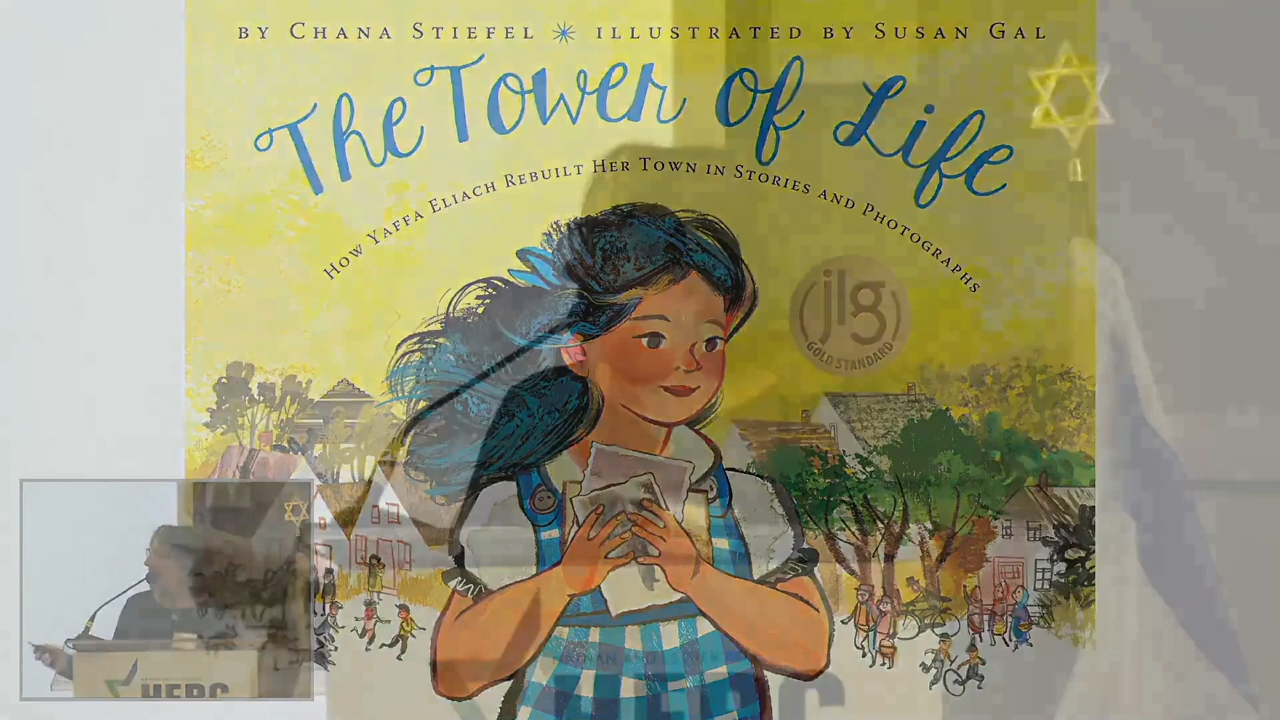 BY CHANA STIEFEL ILLUSTRATED BY SUSAN GAL
The Tower of Life
HOW YAFFA ELIACH REBUILT HER TOWN IN STORIES AND PHOTOGRAPHS
jlg
GOLD STANDARD
HERC